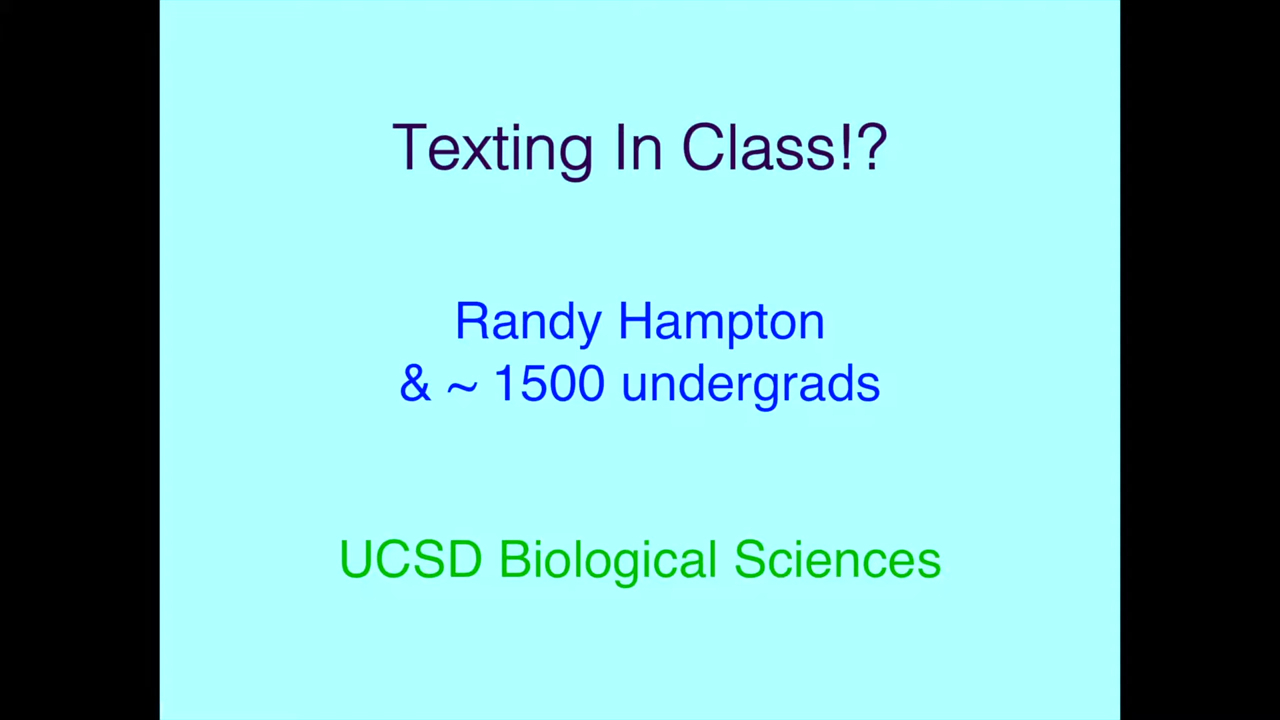 Texting In Class!?
Randy Hampton
& ~ 1500 undergrads
UCSD Biological Sciences